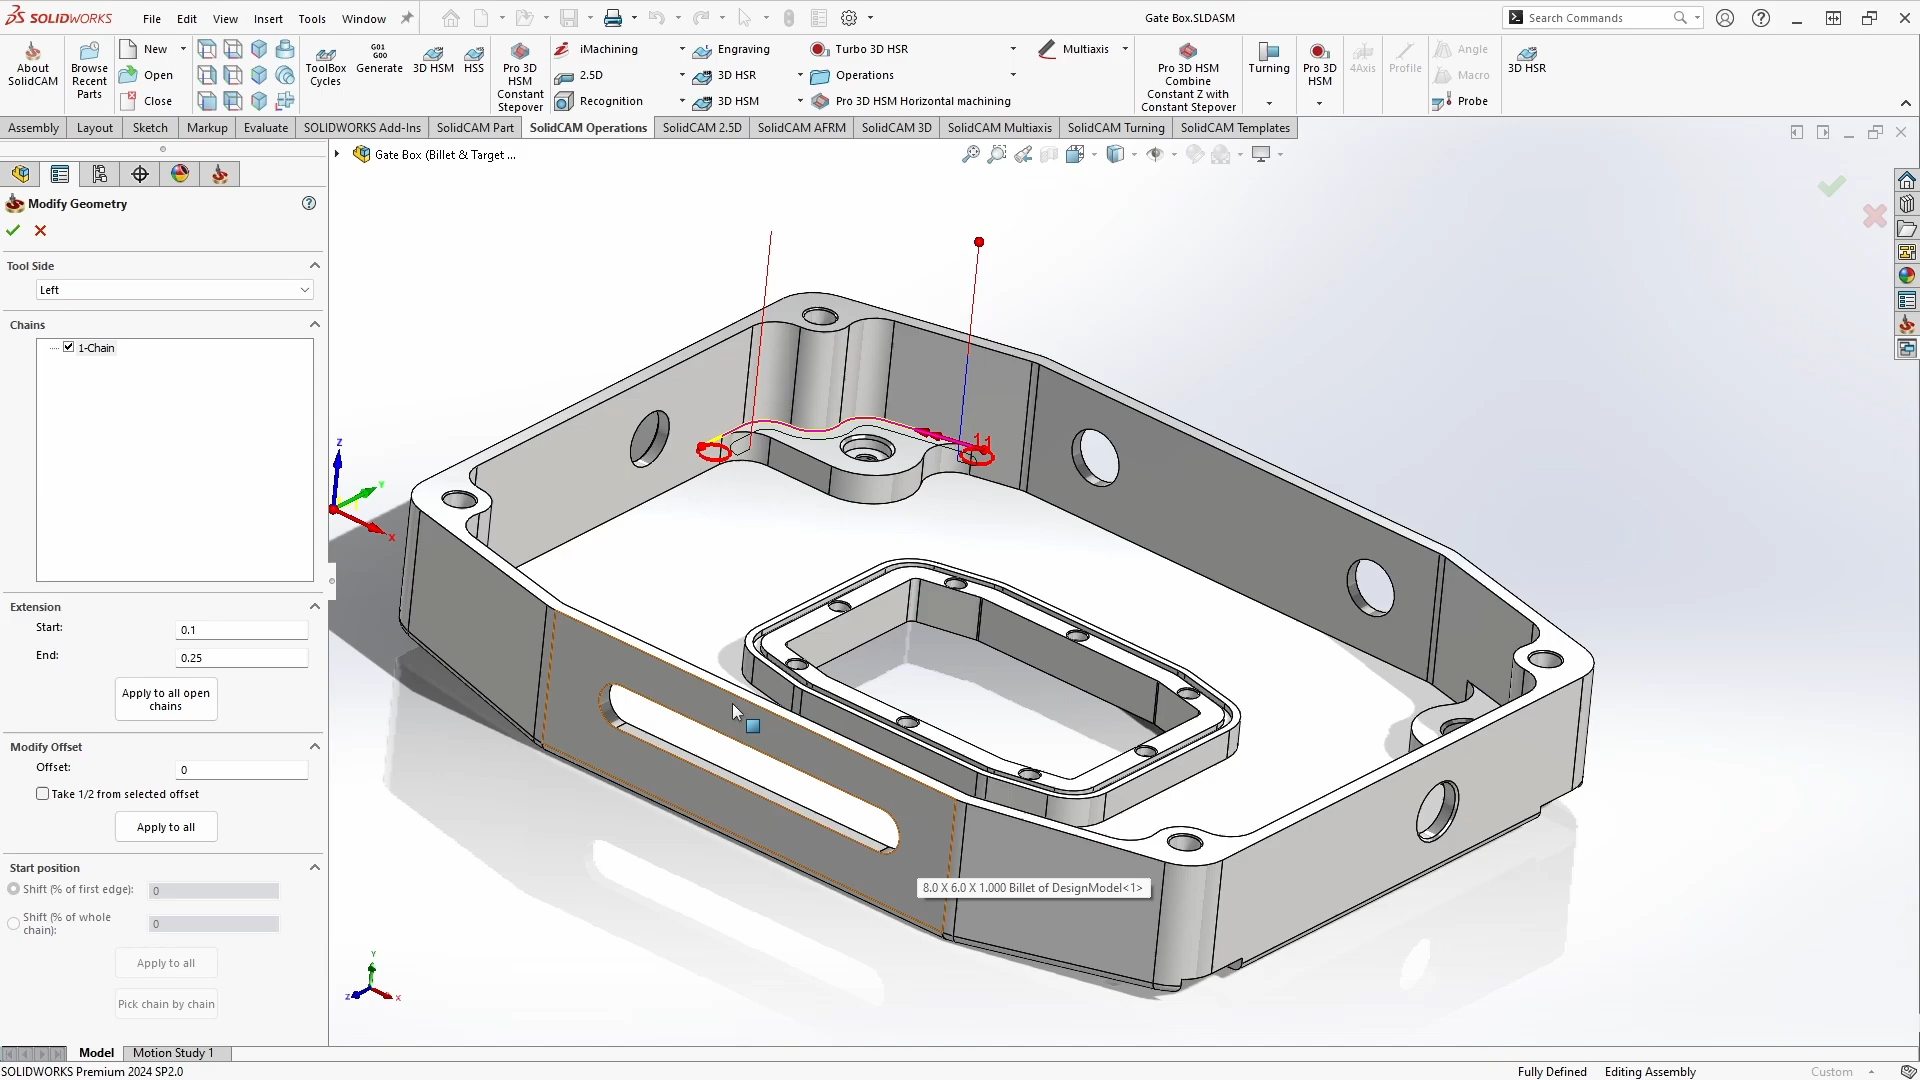 SOLIDWORKS
File
Edit
View
Insert
Tools
Window
Gate Box.SLDASM
Search Commands
About SolidCAM
Browse Recent Parts
New
Open
Close
ToolBox Cycles
G01
G00
Generate
3D HSM
HSS
Pro 3D HSM Constant Stepover
iMachining
2.5D
Recognition
Engraving
3D HSR
3D HSM
Turbo 3D HSR
Operations
Pro 3D HSM Horizontal machining
Multiaxis
Pro 3D HSM Combine Constant Z with Constant Stepover
Turning
Pro 3D HSM
4Axis
Profile
Angle
Macro
Probe
3D HSR
Assembly
Layout
Sketch
Markup
Evaluate
SOLIDWORKS Add-Ins
SolidCAM Part
SolidCAM Operations
SolidCAM 2.5D
SolidCAM AFRM
SolidCAM 3D
SolidCAM Multiaxis
SolidCAM Turning
SolidCAM Templates
Gate Box (Billet & Target ...
Modify Geometry
Tool Side
Left
Chains
1-Chain
Extension
Start:
0.1
End:
0.25
Apply to all open chains
Modify Offset
Offset:
0
Take 1/2 from selected offset
Apply to all
Start position
Shift (% of first edge):
0
Shift (% of whole chain):
0
Apply to all
Pick chain by chain
Z
Y
X
11
8.0 X 6.0 X 1.000 Billet of DesignModel<1>
Y
Z
X
Model
Motion Study 1
SOLIDWORKS Premium 2024 SP2.0
Fully Defined
Editing Assembly
Custom